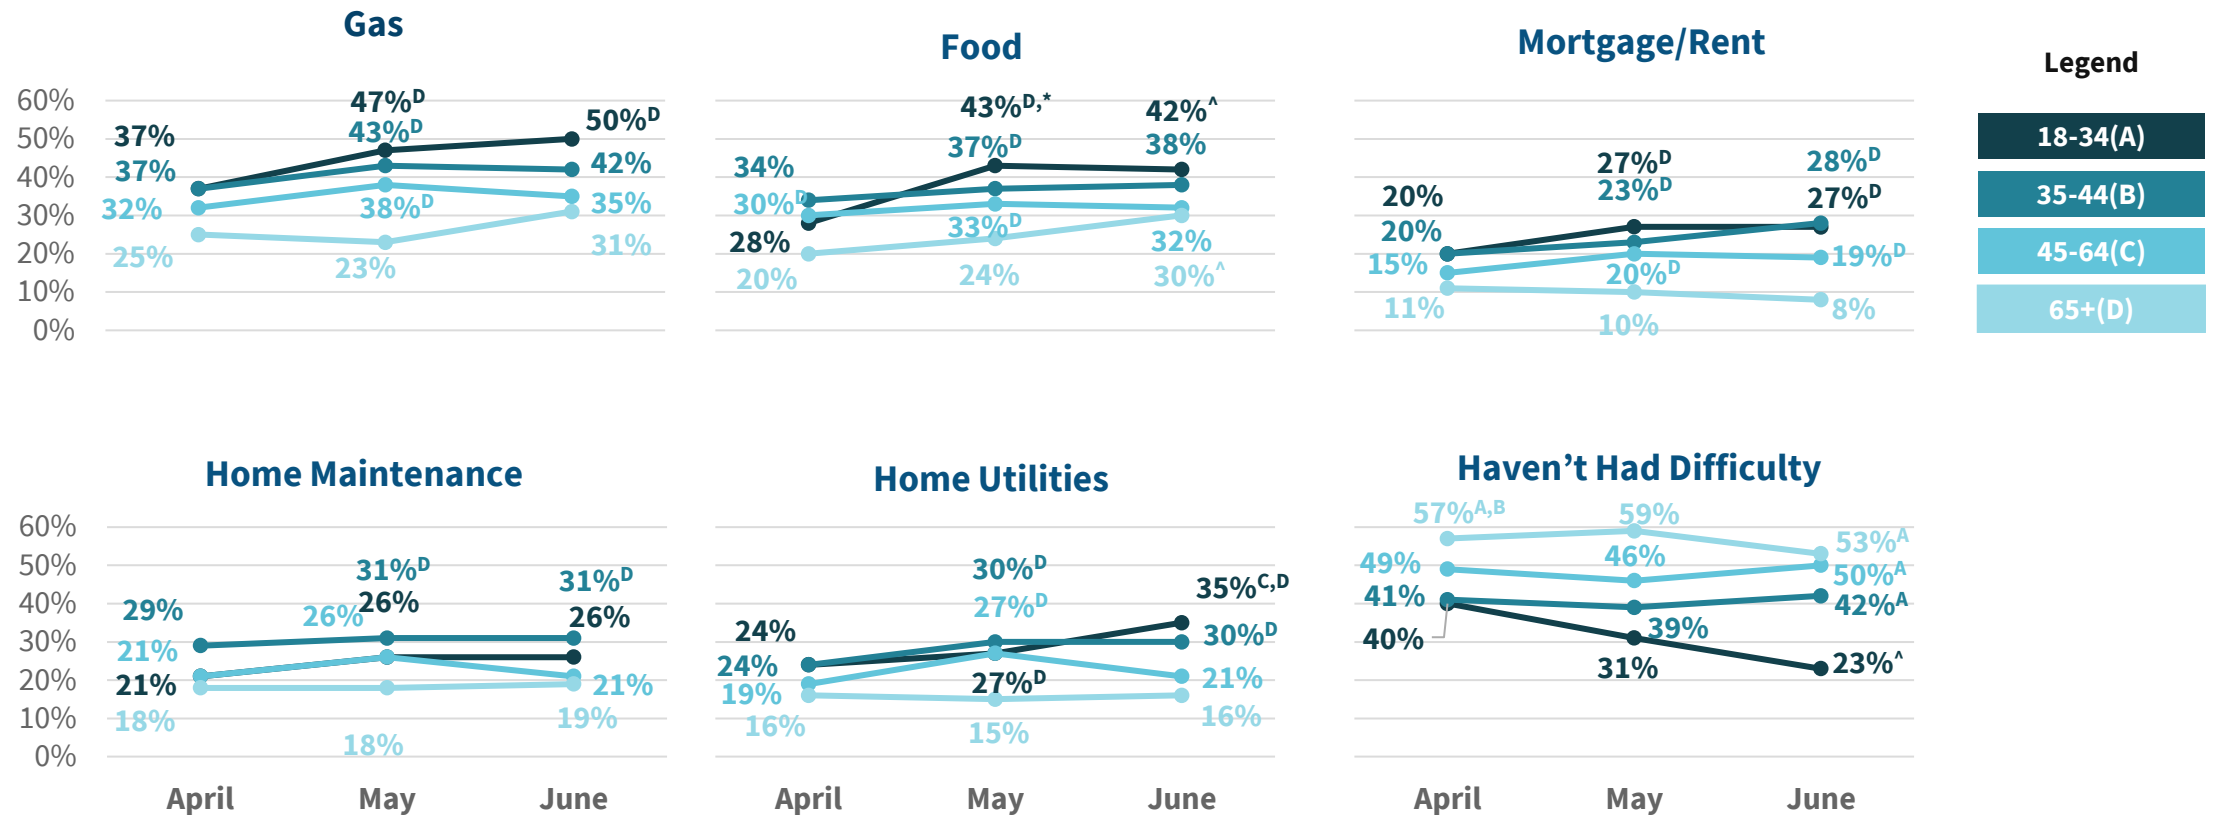 Gas
Food
Mortgage/Rent
Legend
60%
50%
40%
30%
20%
10%
0%
37%
37%
32%
25%
47%D
43%D
38%D
23%
50%D
42%
35%
31%
34%
30%D
28%
20%
43%D,*
37%D
33%D
24%
42%^
38%
32%
30%^
20%
20%
15%
11%
27%D
23%D
20%D
10%
28%D
27%D
19%D
8%
18-34(A)
35-44(B)
45-64(C)
65+(D)
Home Maintenance
Home Utilities
Haven’t Had Difficulty
60%
50%
40%
30%
20%
10%
0%
29%
21%
21%
18%
31%D
26%
26%
18%
31%D
26%
21%
19%
24%
24%
19%
16%
30%D
27%D
27%D
15%
35%C,D
30%D
21%
16%
57%A,B
49%
41%
40%
59%
46%
39%
31%
53%A
50%A
42%A
23%^
April May June
April May June
April May June